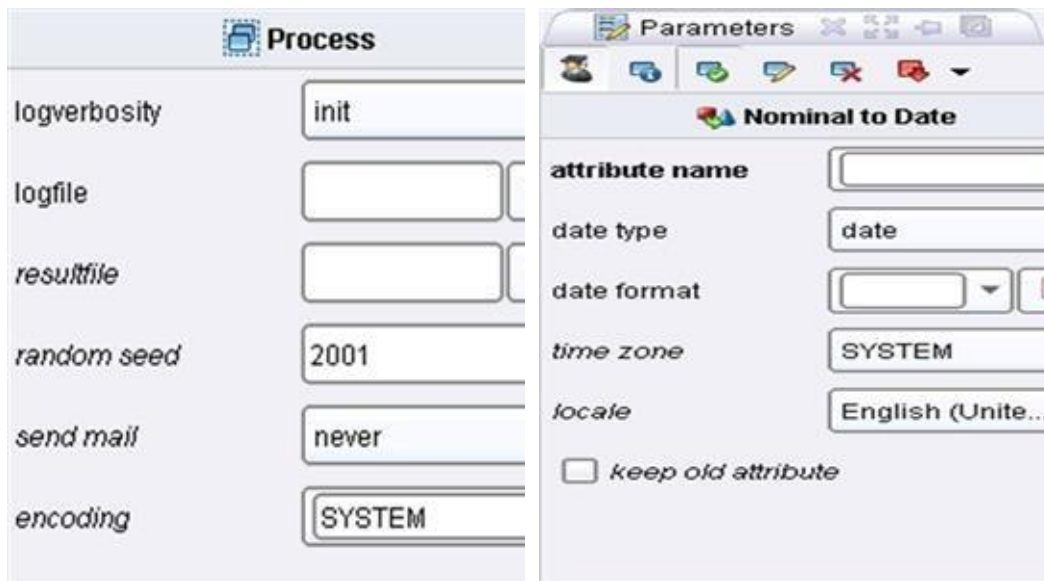 Process
logverbosity
init
logfile
resultfile
random seed
2001
send mail
never
encoding
SYSTEM
Parameters
Nominal to Date
attribute name
date type
date
date format
time zone
SYSTEM
locale
English (Unite...
keep old attribute